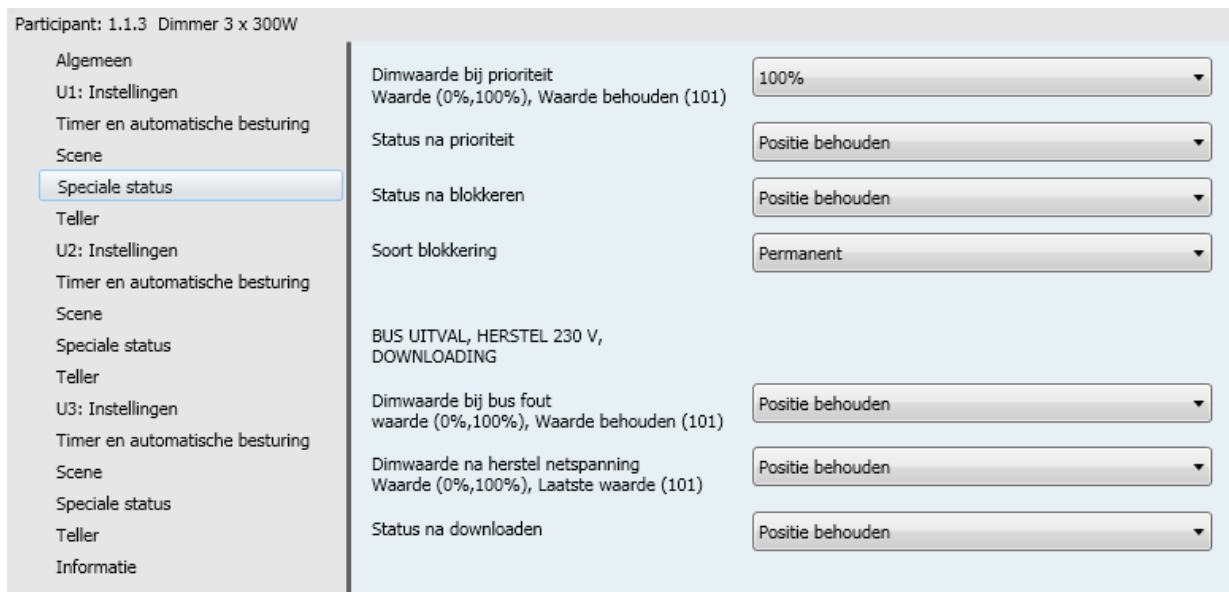 Participant: 1.1.3 Dimmer 3 x 300W
Algemeen
U1: Instellingen
Timer en automatische besturing
Scene
Speciale status
Teller
U2: Instellingen
Timer en automatische besturing
Scene
Speciale status
Teller
U3: Instellingen
Timer en automatische besturing
Scene
Speciale status
Teller
Informatie
Dimwaarde bij prioriteit
Waarde (0%,100%), Waarde behouden (101)
100%
Status na prioriteit
Positie behouden
Status na blokkeren
Positie behouden
Soort blokkering
Permanent
BUS UITVAL, HERSTEL 230 V,
DOWNLOADING
Dimwaarde bij bus fout
waarde (0%,100%), Waarde behouden (101)
Positie behouden
Dimwaarde na herstel netspanning
Waarde (0%,100%), Laatste waarde (101)
Positie behouden
Status na downloaden
Positie behouden